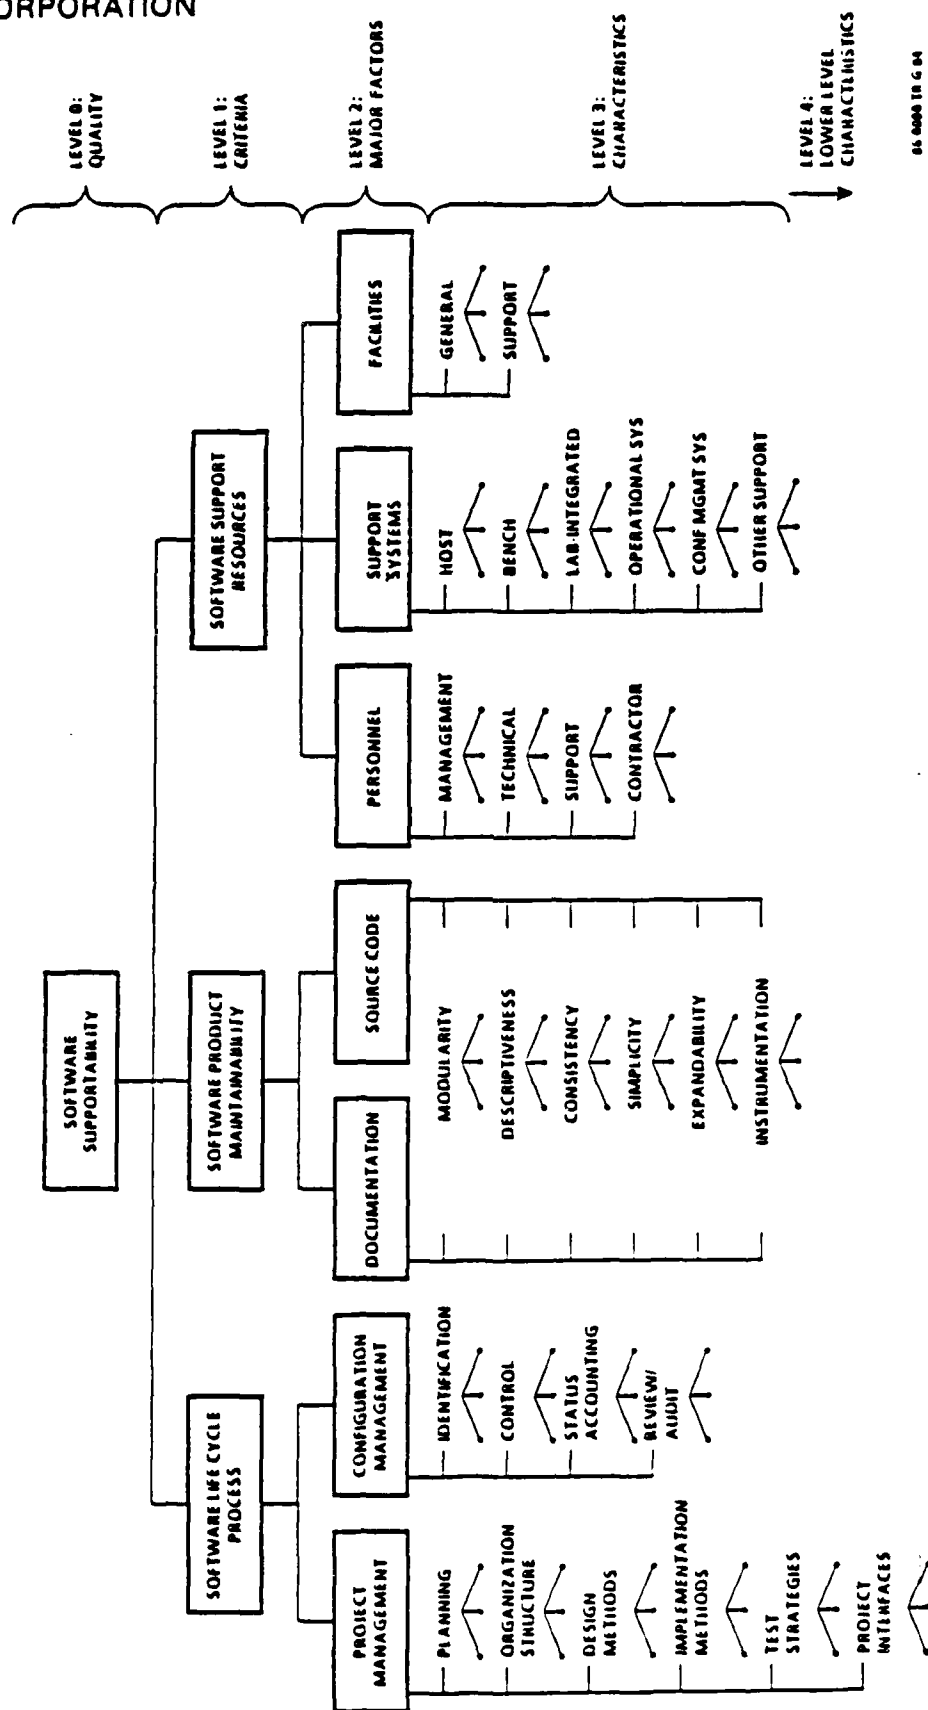 ORPORATION
LEVEL 0:
QUALITY
LEVEL 1:
CRITERIA
LEVEL 2:
MAJOR FACTORS
LEVEL 3:
CHARACTERISTICS
LEVEL 4:
LOWER LEVEL
CHARACTERISTICS
SOFTWARE
SUPPORTABILITY
SOFTWARE LIFE CYCLE
PROCESS
SOFTWARE PRODUCT
MAINTAINABILITY
SOFTWARE SUPPORT
RESOURCES
PROJECT
MANAGEMENT
CONFIGURATION
MANAGEMENT
DOCUMENTATION
SOURCE CODE
PERSONNEL
SUPPORT
SYSTEMS
FACILITIES
PLANNING
ORGANIZATION
STRUCTURE
DESIGN
METHODS
IMPLEMENTATION
METHODS
TEST
STRATEGIES
PROJECT
INTERFACES
IDENTIFICATION
CONTROL
STATUS
ACCOUNTING
REVIEW/
AUDIT
MODULARITY
DESCRIPTIVENESS
CONSISTENCY
SIMPLICITY
EXPANDABILITY
INSTRUMENTATION
MANAGEMENT
TECHNICAL
SUPPORT
CONTRACTOR
HOST
BENCH
LAB-INTEGRATED
OPERATIONAL SYS
CONF MGMT SYS
OTHER SUPPORT
GENERAL
SUPPORT